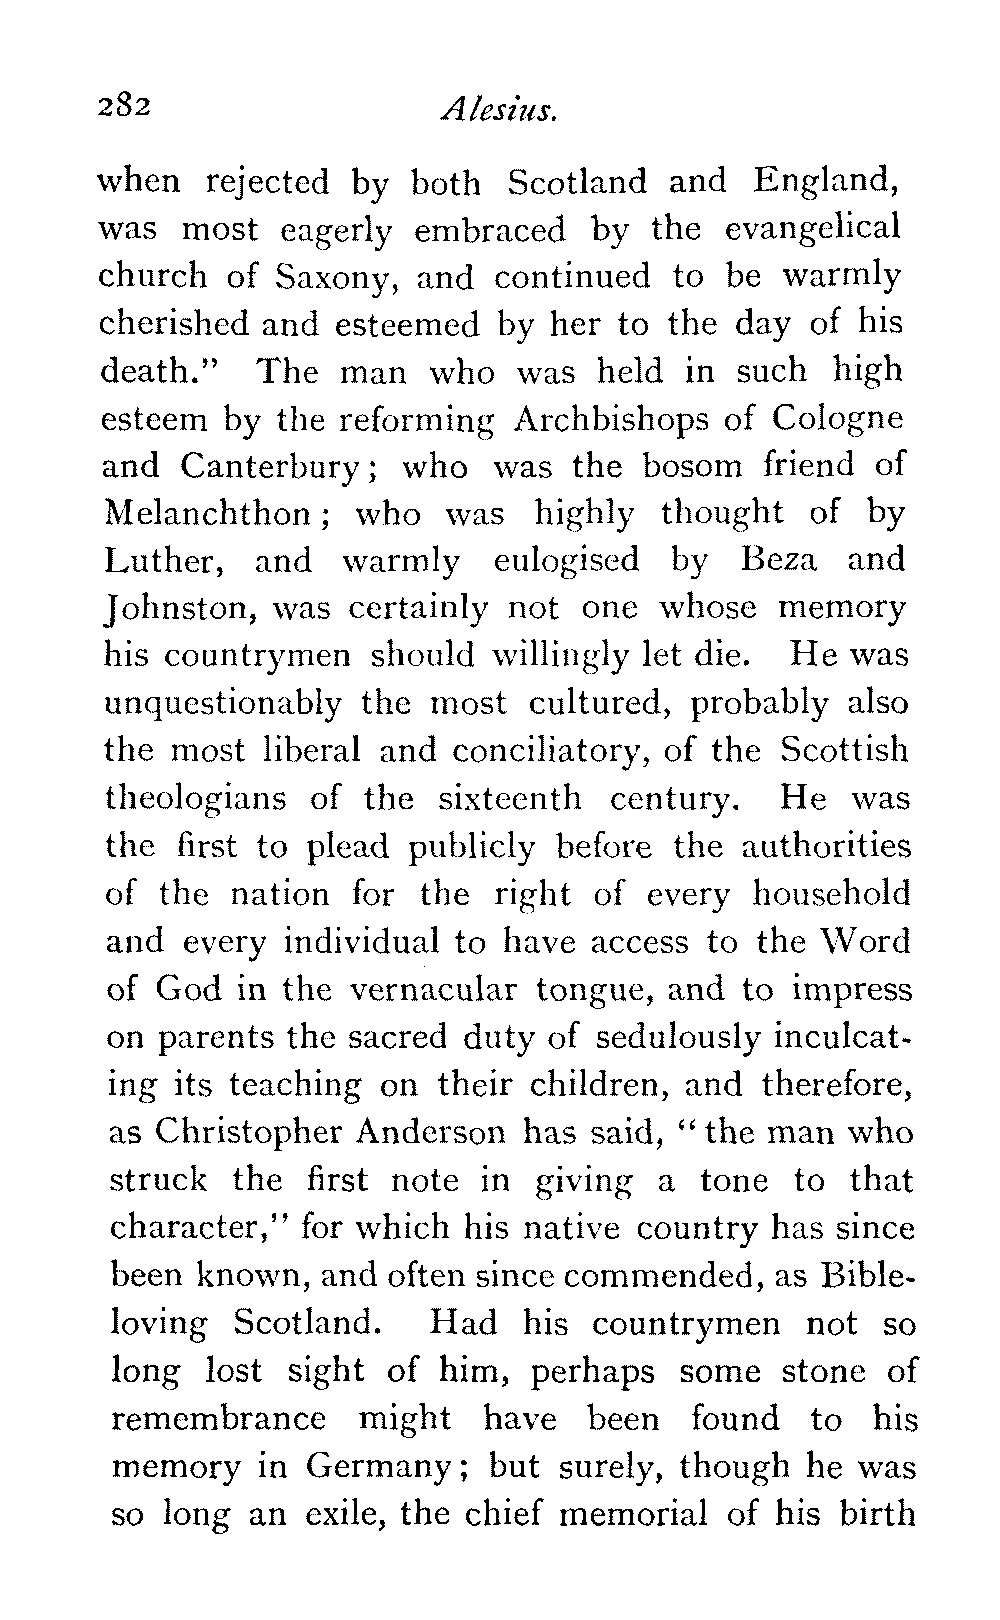 282 Alesius.
when rejected by both Scotland and England,
was most eagerly embraced by the evangelical
church of Saxony, and continued to be warmly
cherished and esteemed by her to the day of his
death.” The man who was held in such high
esteem by the reforming Archbishops of Cologne
and Canterbury; who was the bosom friend of
Melanchthon; who was highly thought of by
Luther, and warmly eulogised by Beza and
Johnston, was certainly not one whose memory
his countrymen should willingly let die. He was
unquestionably the most cultured, probably also
the most liberal and conciliatory, of the Scottish
theologians of the sixteenth century. He was
the first to plead publicly before the authorities
of the nation for the right of every household
and every individual to have access to the Word
of God in the vernacular tongue, and to impress
on parents the sacred duty of sedulously inculcat-
ing its teaching on their children, and therefore,
as Christopher Anderson has said, “the man who
struck the first note in giving a tone to that
character,” for which his native country has since
been known, and often since commended, as Bible-
loving Scotland. Had his countrymen not so
long lost sight of him, perhaps some stone of
remembrance might have been found to his
memory in Germany; but surely, though he was
so long an exile, the chief memorial of his birth